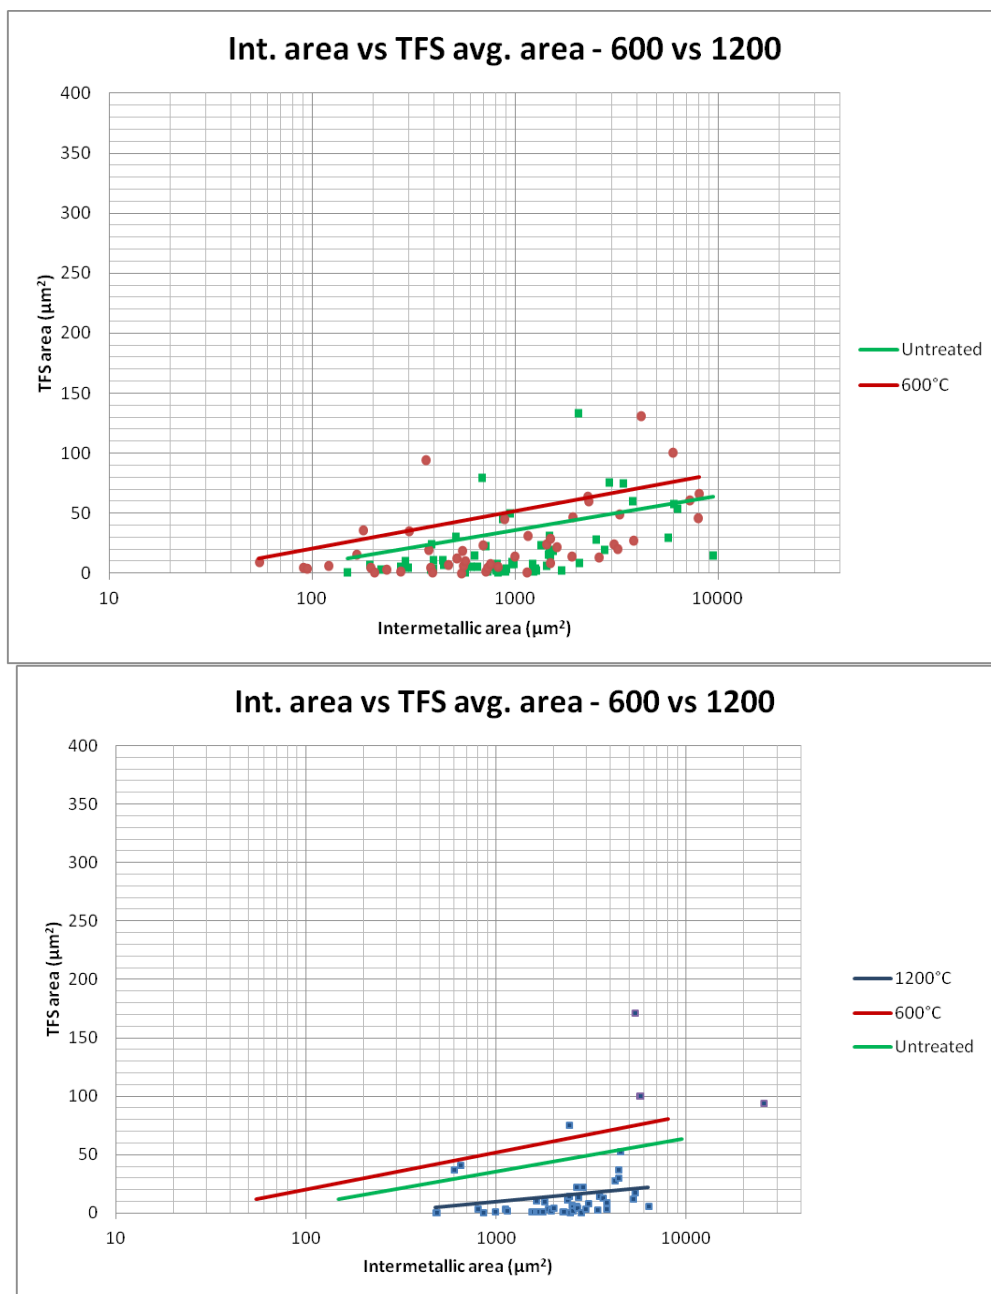 Int. area vs TFS avg. area - 600 vs 1200
400
350
300
250
200
150
100
50
0
TFS area (µm²)
10 100 1000 10000
Intermetallic area (µm²)
Untreated
600°C
Int. area vs TFS avg. area - 600 vs 1200
400
350
300
250
200
150
100
50
0
TFS area (µm²)
10 100 1000 10000
Intermetallic area (µm²)
1200°C
600°C
Untreated